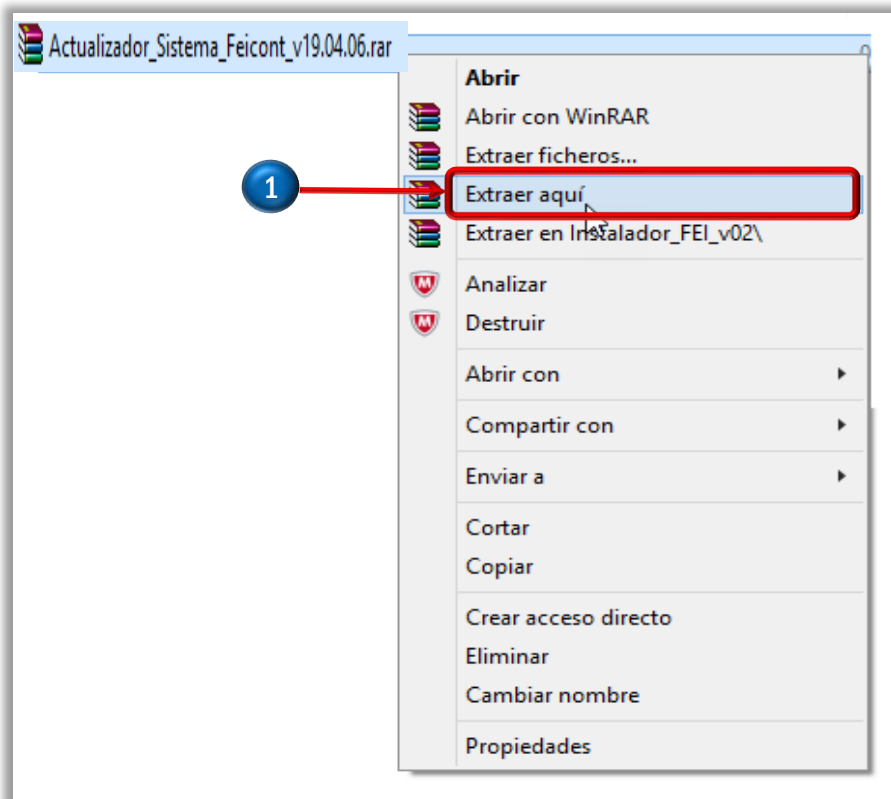 Actualizador_Sistema_Feicont_v19.04.06.rar
Abrir
Abrir con WinRAR
Extraer ficheros...
1
Extraer aquí
Extraer en Instalador_FEI_v02\
Analizar
Destruir
Abrir con
Compartir con
Enviar a
Cortar
Copiar
Crear acceso directo
Eliminar
Cambiar nombre
Propiedades